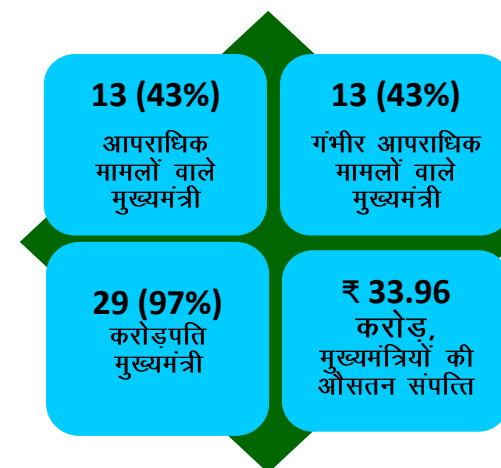 13 (43%)
आपराधिक
मामलों वाले
मुख्यमंत्री
13 (43%)
गंभीर आपराधिक
मामलों वाले
मुख्यमंत्री
29 (97%)
करोड़पति
मुख्यमंत्री
₹ 33.96
करोड़,
मुख्यमंत्रियों की
औसतन संपत्ति